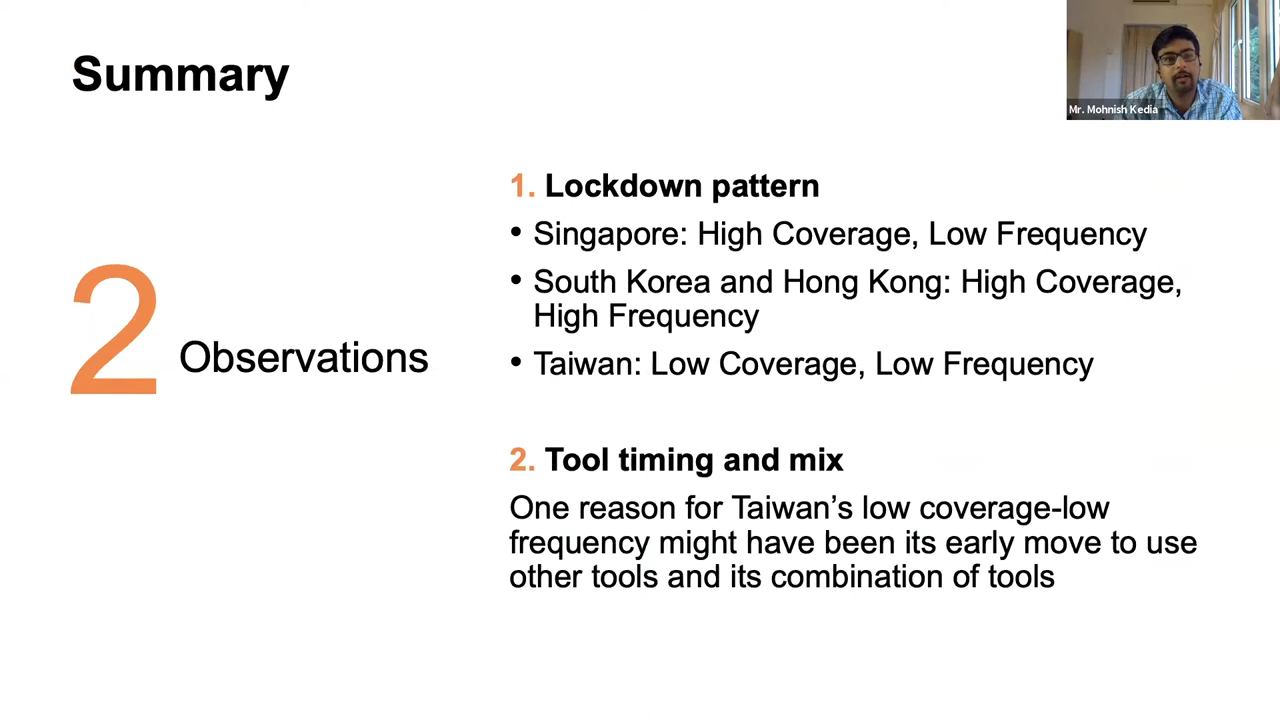 Summary
Mr. Mohnish Kedia
2 Observations
1. Lockdown pattern
• Singapore: High Coverage, Low Frequency
• South Korea and Hong Kong: High Coverage,
High Frequency
• Taiwan: Low Coverage, Low Frequency
2. Tool timing and mix
One reason for Taiwan’s low coverage-low
frequency might have been its early move to use
other tools and its combination of tools